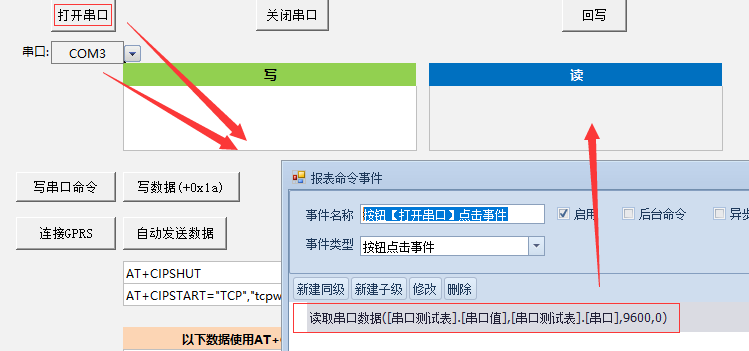 打开串口
关闭串口
回写
串口:
COM3
写
读
写串口命令
写数据(+0x1a)
连接GPRS
自动发送数据
AT+CIPSHUT
AT+CIPSTART="TCP","tcpw
以下数据使用AT+
报表命令事件
事件名称
按钮【打开串口】点击事件
启用
后台命令
异步
事件类型
按钮点击事件
新建同级
新建子级
修改
删除
读取串口数据([串口测试表].[串口值],[串口测试表].[串口],9600,0)